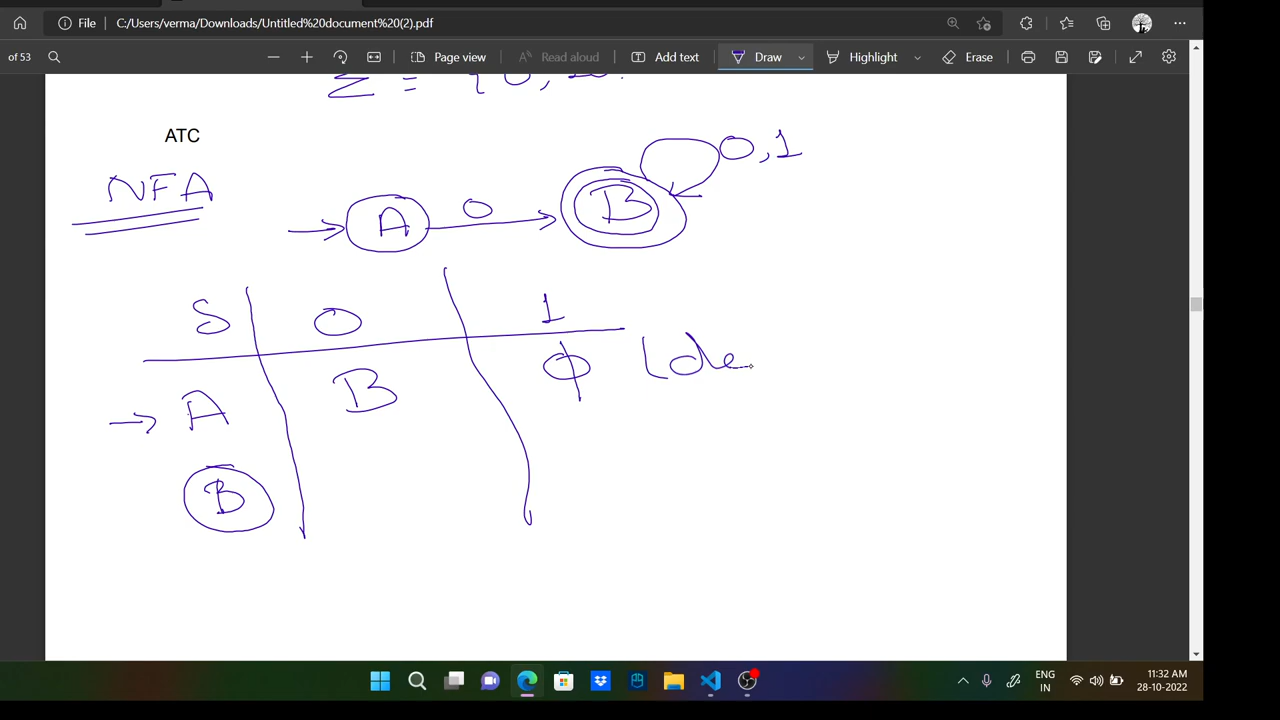 File C:/Users/verma/Downloads/Untitled%20document%20(2).pdf
of 53 Page view Read aloud Add text Draw Highlight Erase
Σ =
ATC
NFA
A 0 B 0,1
δ 0 1
→ A B ϕ (de
B
ENG
IN
11:32 AM
28-10-2022